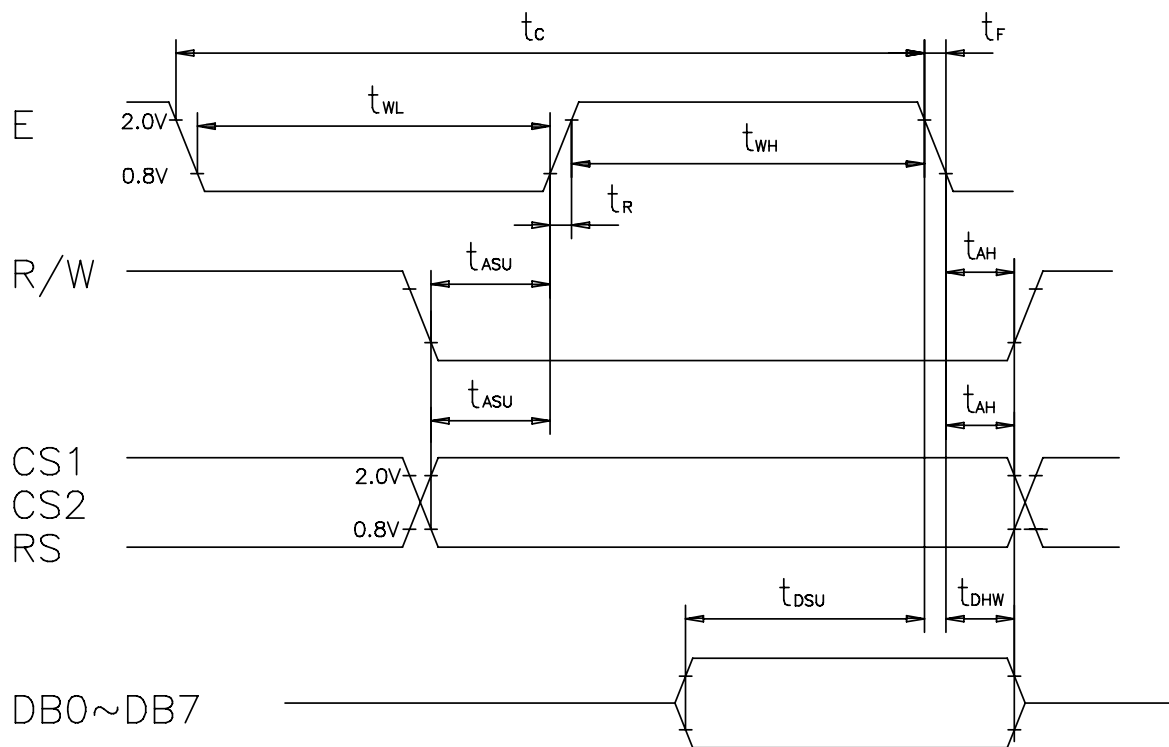 tC
tF
E
tWL
2.0V
tWH
0.8V
tR
R/W
tASU
tAH
tASU
tAH
CS1
2.0V
CS2
0.8V
RS
tDSU
tDHW
DB0~DB7